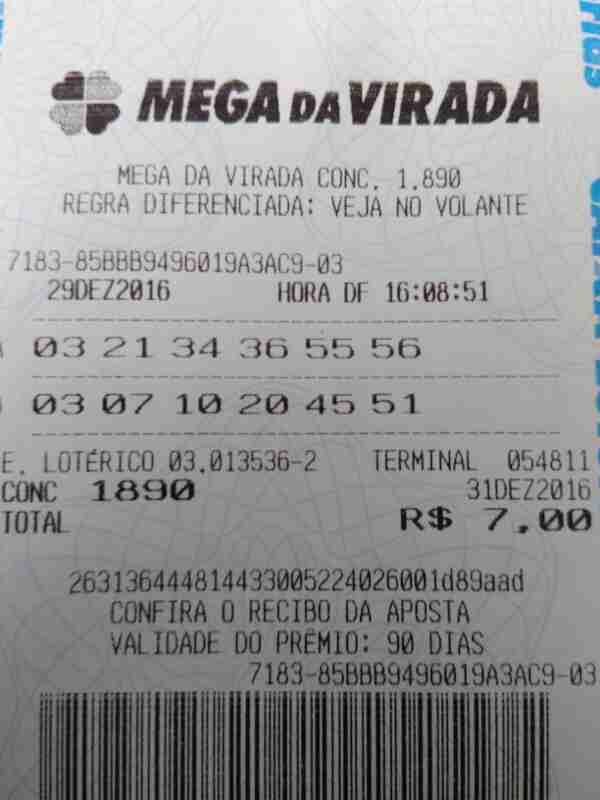 MEGA DA VIRADA
MEGA DA VIRADA CONC. 1.890
REGRA DIFERENCIADA: VEJA NO VOLANTE
7183-85BBB9496019A3AC9-03
29DEZ2016 HORA DF 16:08:51
03 21 34 36 55 56
03 07 10 20 45 51
E. LOTÉRICO 03.013536-2 TERMINAL 054811
CONC 1890 31DEZ2016
TOTAL R$ 7,00
263136444814433005224026001d89aad
CONFIRA O RECIBO DA APOSTA
VALIDADE DO PRÊMIO: 90 DIAS
7183-85BBB9496019A3AC9-03